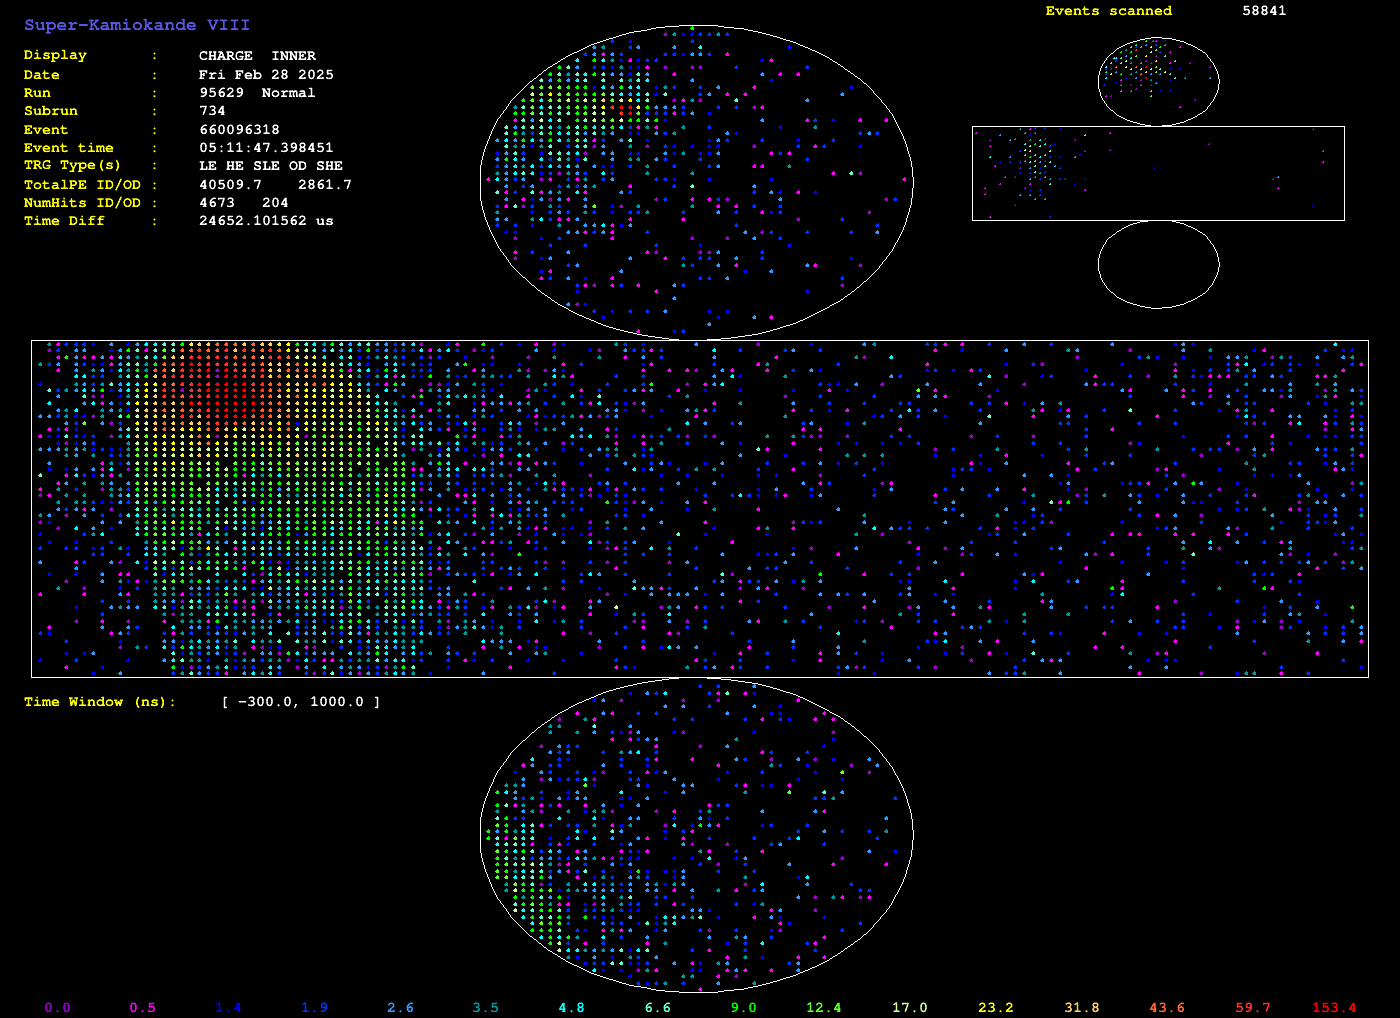 Super-Kamiokande VIII
Events scanned 58841
Display : CHARGE INNER
Date : Fri Feb 28 2025
Run : 95629 Normal
Subrun : 734
Event : 660096318
Event time : 05:11:47.398451
TRG Type(s) : LE HE SLE OD SHE
TotalPE ID/OD : 40509.7 2861.7
NumHits ID/OD : 4673 204
Time Diff : 24652.101562 us
Time Window (ns): [ -300.0, 1000.0 ]
0.0 0.5 1.4 1.9 2.6 3.5 4.8 6.6 9.0 12.4 17.0 23.2 31.8 43.6 59.7 153.4